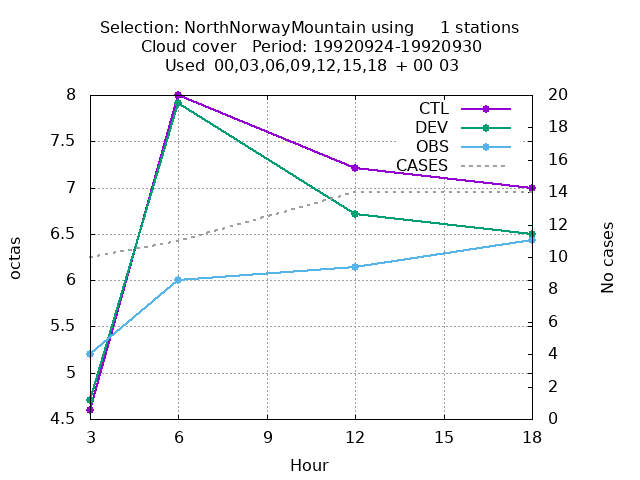 Selection: NorthNorwayMountain using 1 stations
Cloud cover Period: 19920924-19920930
Used 00,03,06,09,12,15,18 + 00 03
8 20
CTL 18
DEV
7.5 OBS 16
CASES
7 14
12
6.5
10
6 8
5.5 6
4
5 2
4.5 0
3 6 9 12 15 18
Hour
octas
No cases